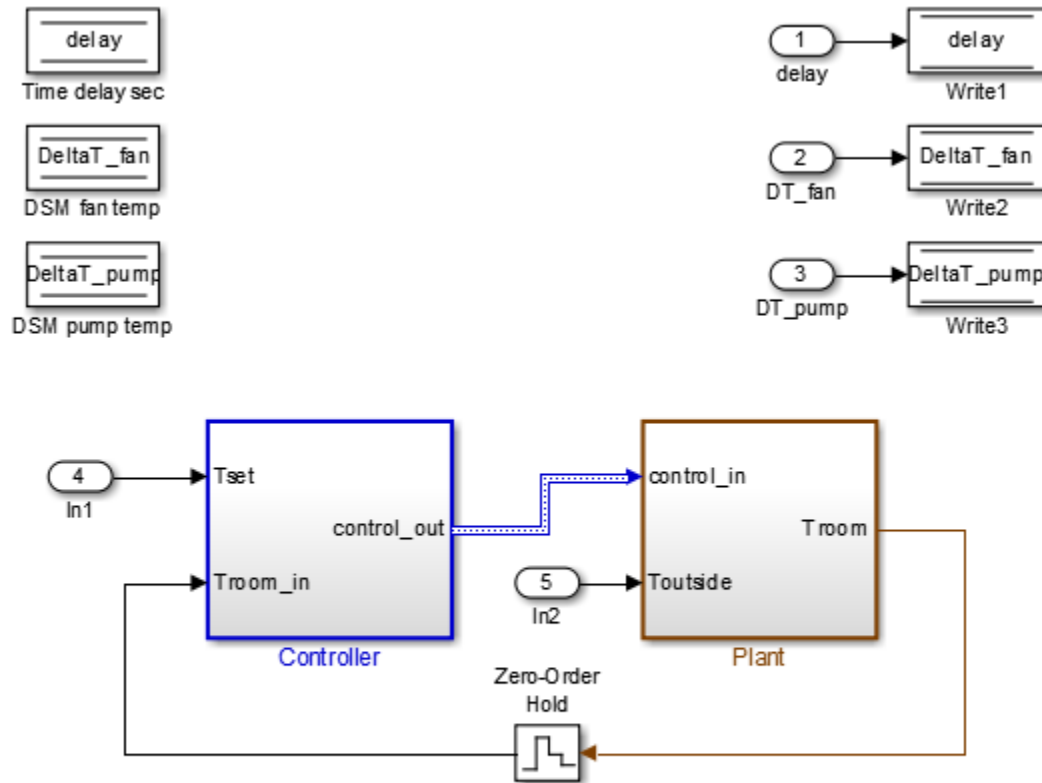 delay
Time delay sec
DeltaT_fan
DSM fan temp
DeltaT_pump
DSM pump temp
1
delay
delay
Write1
2
DT_fan
DeltaT_fan
Write2
3
DT_pump
DeltaT_pump
Write3
4
In1
Tset
Troom_in
control_out
Controller
control_in
Toutside
Troom
Plant
5
In2
Zero-Order
Hold